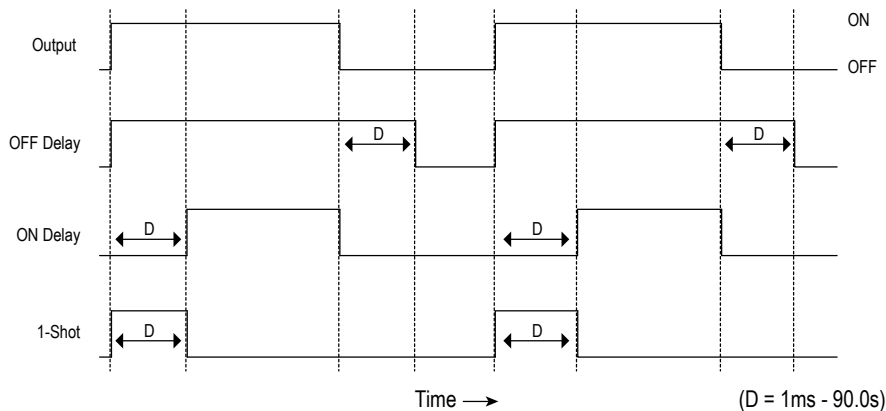 ON
Output
OFF
D
D
OFF Delay
D
D
ON Delay
D
D
1-Shot
Time → (D = 1ms - 90.0s)